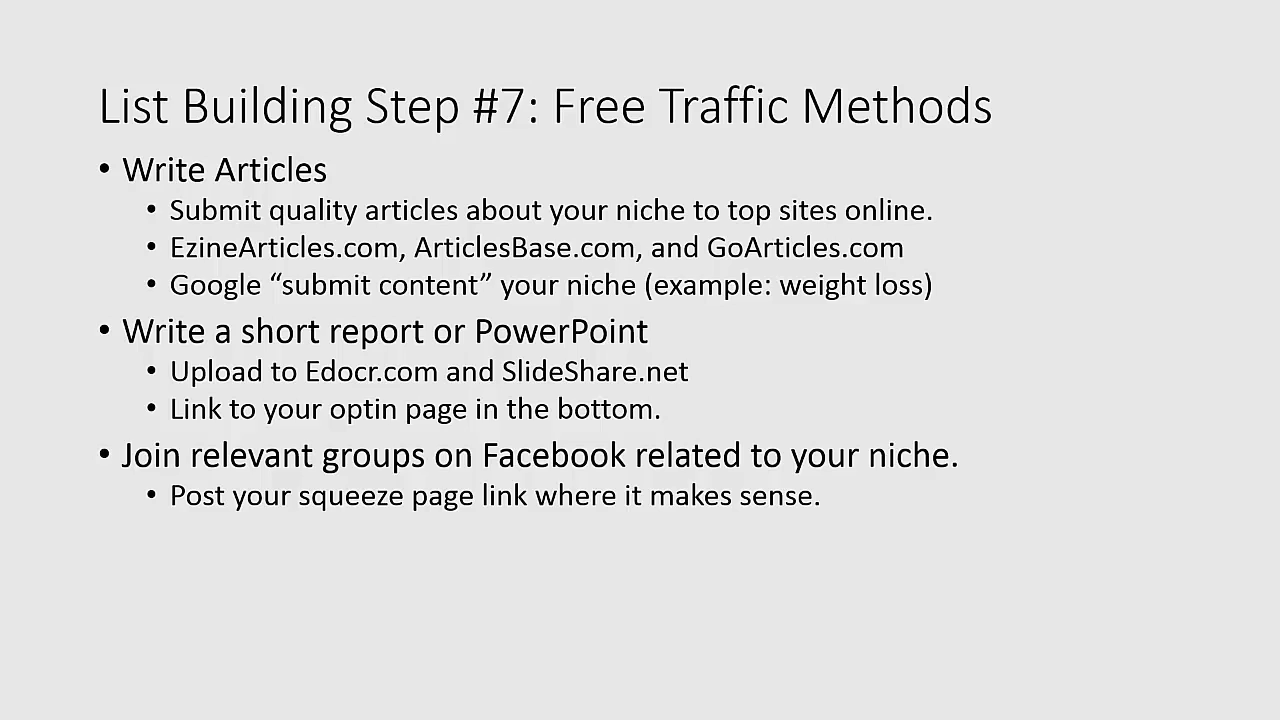 List Building Step #7: Free Traffic Methods
• Write Articles
• Submit quality articles about your niche to top sites online.
• EzineArticles.com, ArticlesBase.com, and GoArticles.com
• Google “submit content” your niche (example: weight loss)
• Write a short report or PowerPoint
• Upload to Edocr.com and SlideShare.net
• Link to your optin page in the bottom.
• Join relevant groups on Facebook related to your niche.
• Post your squeeze page link where it makes sense.